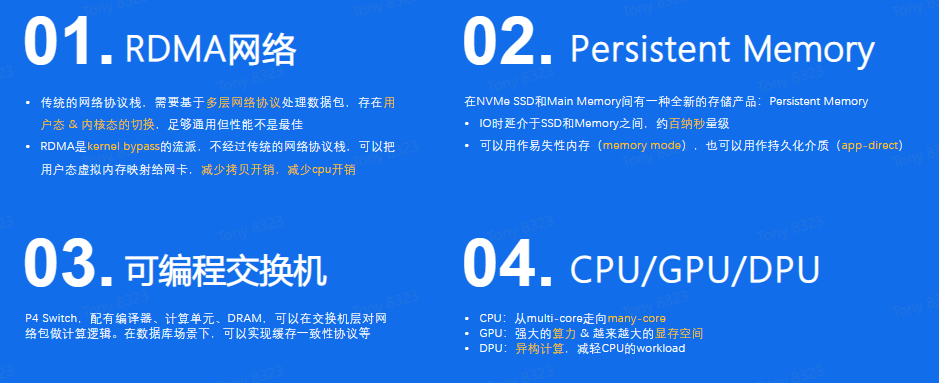 01. RDMA网络
• 传统的网络协议栈，需要基于多层网络协议处理数据包，存在用
户态 & 内核态的切换，足够通用但性能不是最佳
• RDMA是kernel bypass的流派，不经过传统的网络协议栈，可以把
用户态虚拟内存映射给网卡，减少拷贝开销，减少cpu开销
02. Persistent Memory
在NVMe SSD和Main Memory间有一种全新的存储产品：Persistent Memory
• IO时延介于SSD和Memory之间，约百纳秒量级
• 可以用作易失性内存（memory mode），也可以用作持久化介质（app-direct）
03. 可编程交换机
P4 Switch，配有编译器、计算单元、DRAM，可以在交换机层对网
络包做计算逻辑。在数据库场景下，可以实现缓存一致性协议等
04. CPU/GPU/DPU
• CPU：从multi-core走向many-core
• GPU：强大的算力 & 越来越大的显存空间
• DPU：异构计算，减轻CPU的workload
Tony 8323